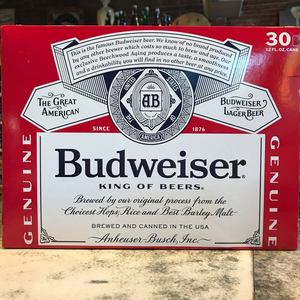 This is the famous Budweiser beer. We know of no brand produced
by any other brewer which costs so much to brew and age. Our
exclusive Beechwood Aging produces a taste, a smoothness
and a drinkability you will find in no other beer at any price.
30
12 FL. OZ. CANS
THE GREAT
AMERICAN
AB
BUDWEISER
LAGER BEER
SINCE 1876
GENUINE
GENUINE
Budweiser
KING OF BEERS
Brewed by our original process from the
Choicest Hops, Rice and Best Barley Malt
BREWED AND CANNED IN THE USA
Anheuser-Busch, Inc.